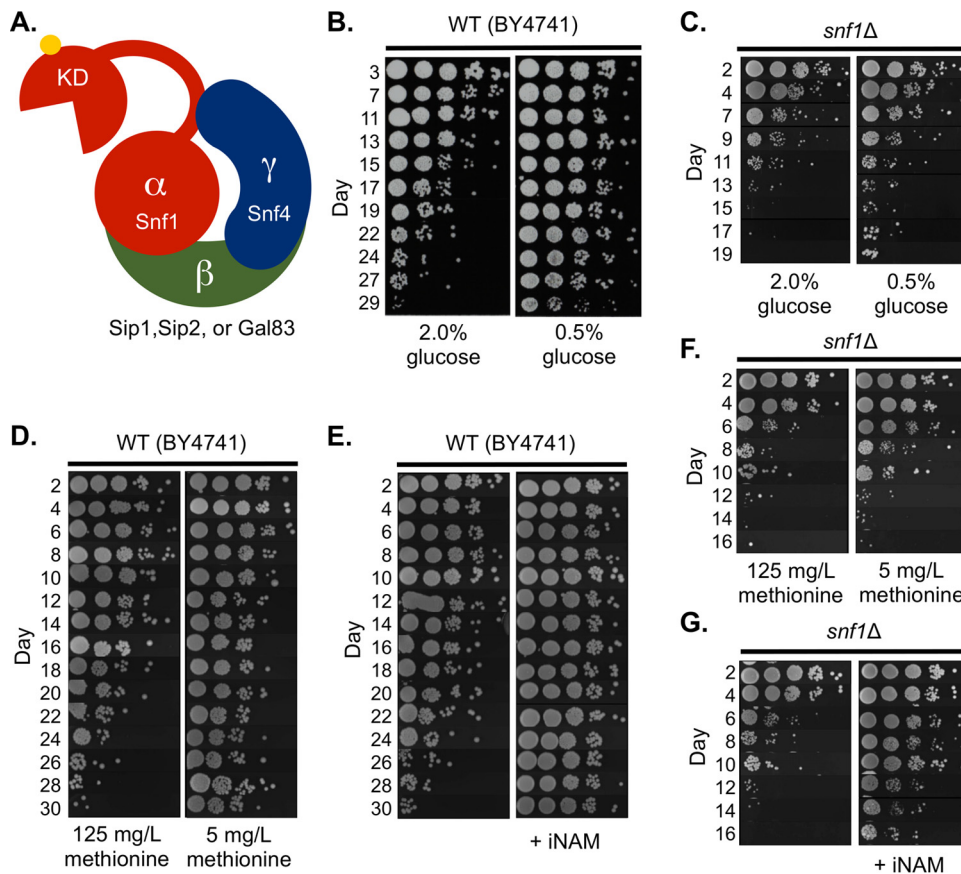 A.
KD
α
Snf1
γ
Snf4
β
Sip1,Sip2, or Gal83
B.
WT (BY4741)
Day
3
7
11
13
15
17
19
22
24
27
29
2.0%
glucose
0.5%
glucose
C.
snf1Δ
Day
2
4
7
9
11
13
15
17
19
2.0%
glucose
0.5%
glucose
D.
WT (BY4741)
Day
2
4
6
8
10
12
14
16
18
20
22
24
26
28
30
125 mg/L
methionine
5 mg/L
methionine
E.
WT (BY4741)
Day
2
4
6
8
10
12
14
16
18
20
22
24
26
28
30
+ iNAM
F.
snf1Δ
Day
2
4
6
8
10
12
14
16
125 mg/L
methionine
5 mg/L
methionine
G.
snf1Δ
Day
2
4
6
8
10
12
14
16
+ iNAM